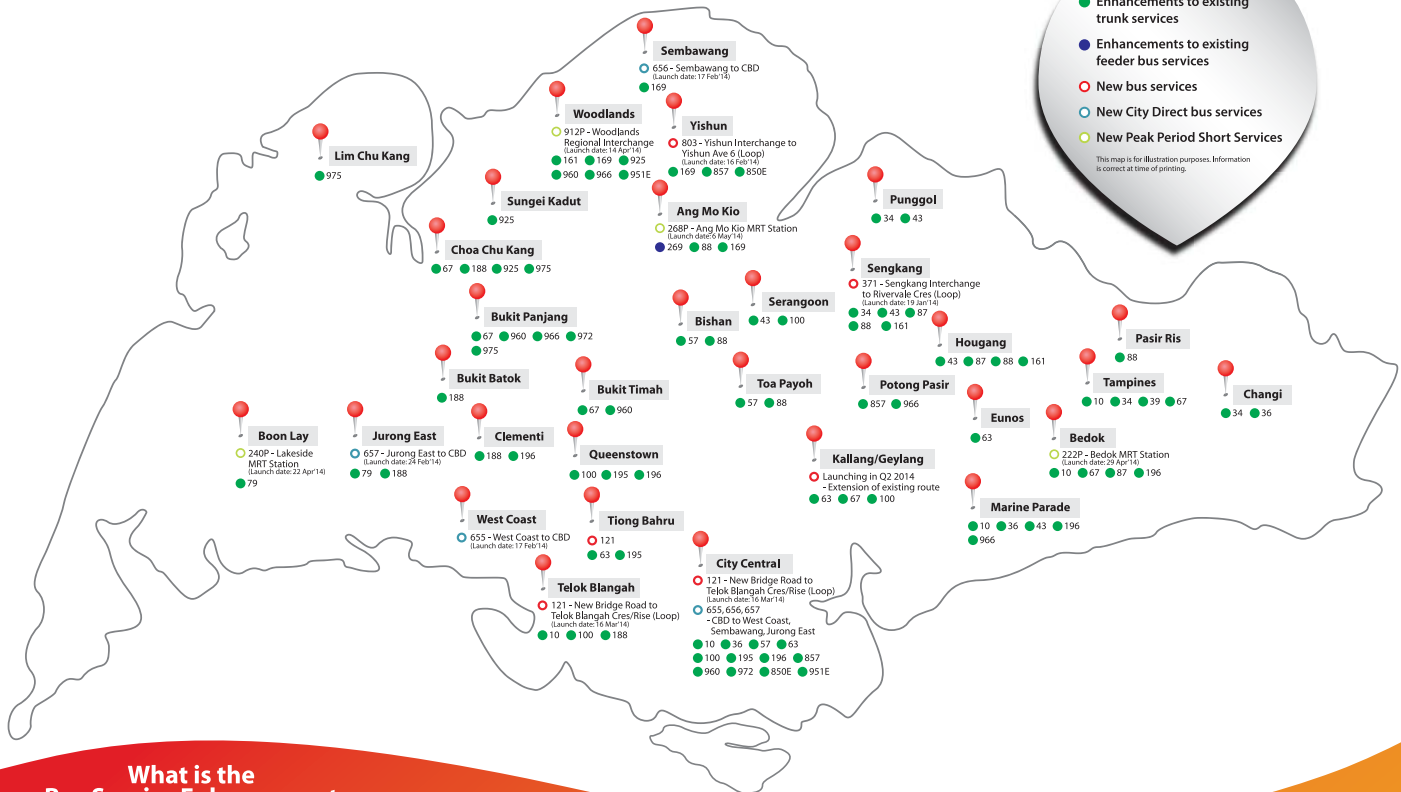 Enhancements to existing
trunk services
Enhancements to existing
feeder bus services
New bus services
New City Direct bus services
New Peak Period Short Services
This map is for illustration purposes. Information
is correct at time of printing.
Sembawang
656 - Sembawang to CBD
(Launch date: 17 Feb'14)
169
Woodlands
912P - Woodlands
Regional Interchange
(Launch date: 14 Apr'14)
161 169 925
960 966 951E
Yishun
803 - Yishun Interchange to
Yishun Ave 6 (Loop)
(Launch date: 16 Feb'14)
169 857 850E
Lim Chu Kang
975
Sungei Kadut
925
Ang Mo Kio
268P - Ang Mo Kio MRT Station
(Launch date:6 May'14)
269 88 169
Punggol
34 43
Choa Chu Kang
67 188 925 975
Sengkang
371 - Sengkang Interchange
to Rivervale Cres (Loop)
(Launch date: 19 Jan'14)
34 43 87
88 161
Bukit Panjang
67 960 966 972
975
Bishan
57 88
Serangoon
43 100
Hougang
43 87 88 161
Pasir Ris
88
Bukit Batok
188
Bukit Timah
67 960
Toa Payoh
57 88
Potong Pasir
857 966
Tampines
10 34 39 67
Changi
34 36
Eunos
63
Boon Lay
240P - Lakeside
MRT Station
(Launch date: 22 Apr'14)
79
Jurong East
657 - Jurong East to CBD
(Launch date: 24 Feb'14)
79 188
Clementi
188 196
Queenstown
100 195 196
Kallang/Geylang
Launching in Q2 2014
- Extension of existing route
63 67 100
Bedok
222P - Bedok MRT Station
(Launch date: 29 Apr'14)
10 67 87 196
Marine Parade
10 36 43 196
966
West Coast
655 - West Coast to CBD
(Launch date: 17 Feb'14)
Tiong Bahru
121
63 195
Telok Blangah
121 - New Bridge Road to
Telok Blangah Cres/Rise (Loop)
(Launch date: 16 Mar'14)
10 100 188
City Central
121 - New Bridge Road to
Telok Blangah Cres/Rise (Loop)
(Launch date: 16 Mar'14)
655, 656, 657
- CBD to West Coast,
Sembawang, Jurong East
10 36 57 63
100 195 196 857
960 972 850E 951E
What is the